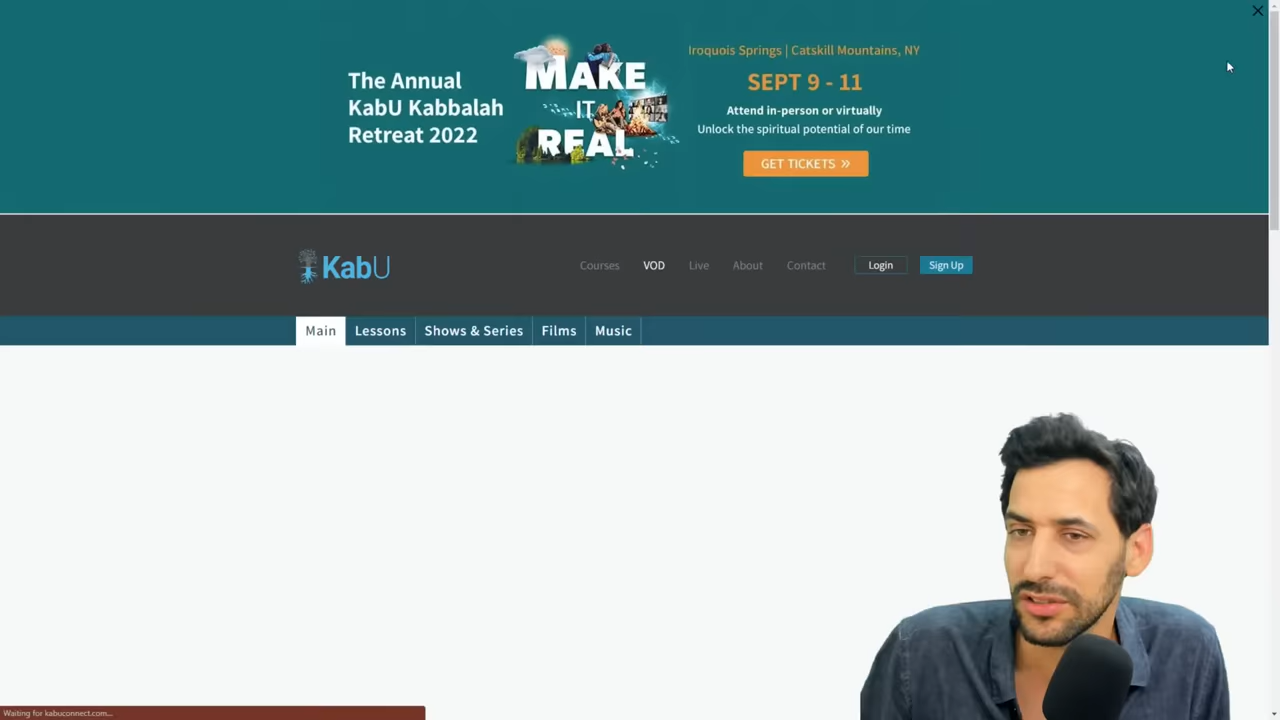 The Annual
KabU Kabbalah
Retreat 2022
MAKE
IT
REAL
Iroquois Springs | Catskill Mountains, NY
SEPT 9 - 11
Attend in-person or virtually
Unlock the spiritual potential of our time
GET TICKETS »
KabU
Courses
VOD
Live
About
Contact
Login
Sign Up
Main
Lessons
Shows & Series
Films
Music
Waiting for kabuconnect.com...